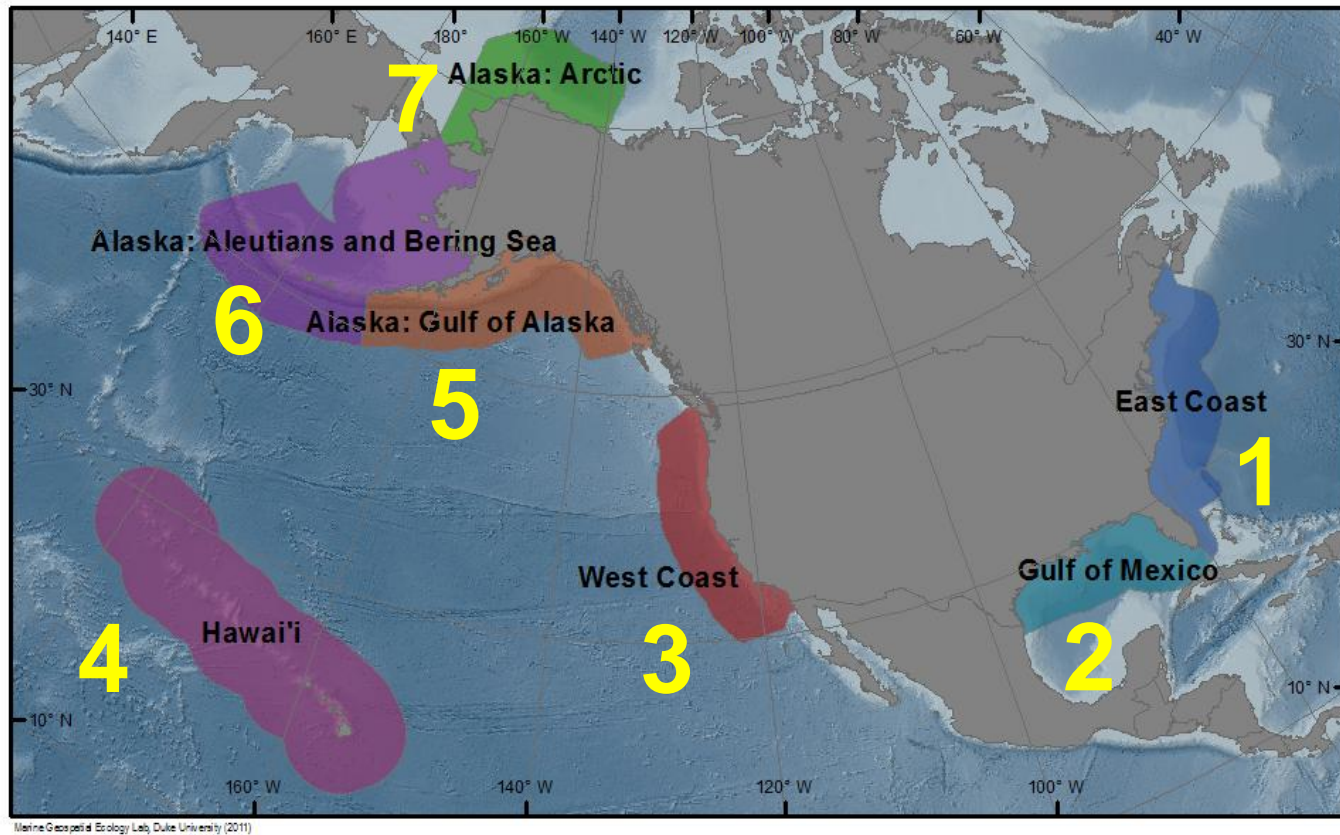 140° E
160° E
180°
160° W
140° W
120° W
100° W
80° W
60° W
40° W
7
Alaska: Arctic
Alaska: Aleutians and Bering Sea
6
Alaska: Gulf of Alaska
30° N
30° N
5
East Coast
1
West Coast
Gulf of Mexico
Hawai'i
4
3
2
10° N
10° N
160° W
140° W
120° W
100° W
Marine Geospatial Ecology Lab, Duke University (2011)